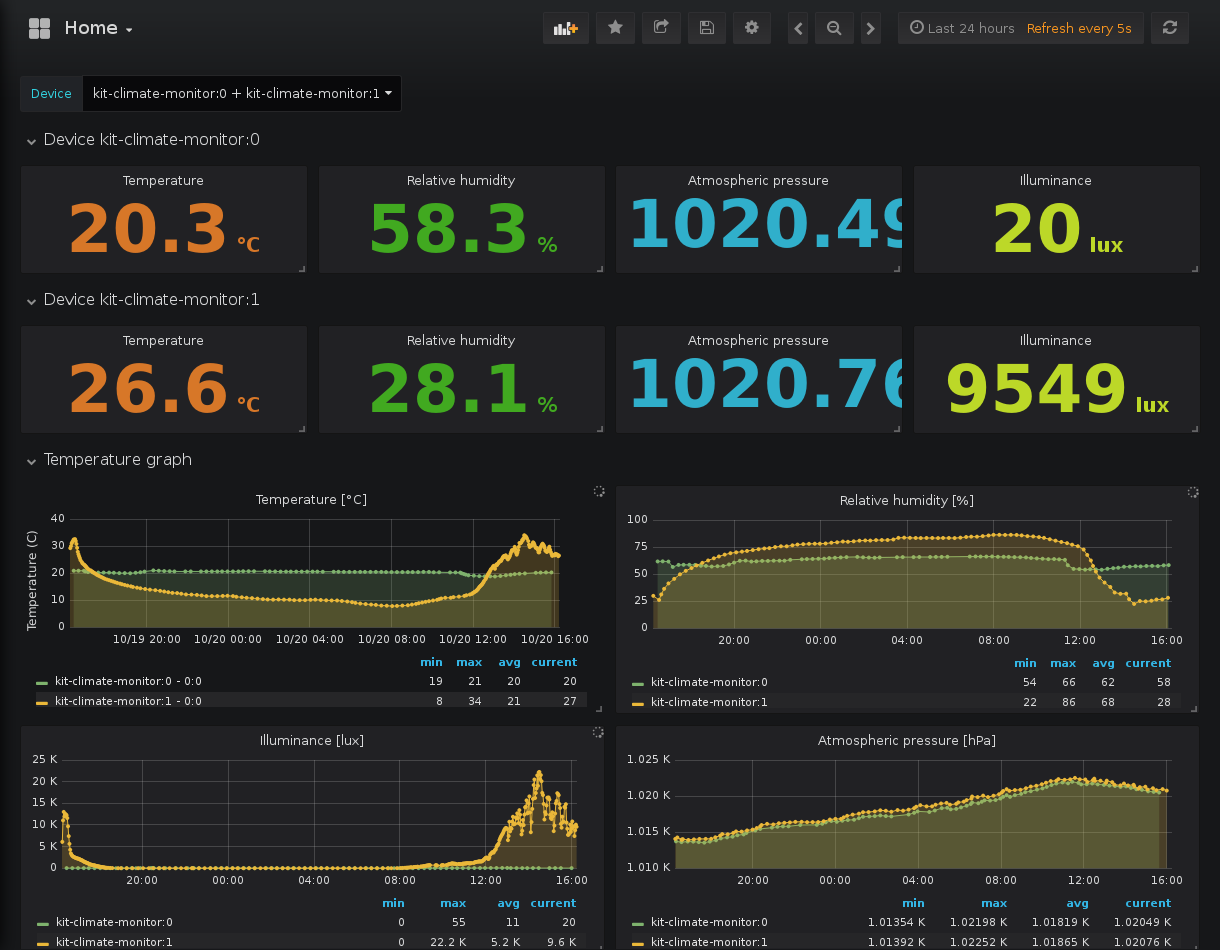 Home
Last 24 hours Refresh every 5s
Device kit-climate-monitor:0 + kit-climate-monitor:1
Device kit-climate-monitor:0
Temperature Relative humidity Atmospheric pressure Illuminance
20.3 °C 58.3 % 1020.49 20 lux
Device kit-climate-monitor:1
Temperature Relative humidity Atmospheric pressure Illuminance
26.6 °C 28.1 % 1020.76 9549 lux
Temperature graph
Temperature [°C]
Temperature (C)
40
30
20
10
0
10/19 20:00 10/20 00:00 10/20 04:00 10/20 08:00 10/20 12:00 10/20 16:00
min max avg current
kit-climate-monitor:0 - 0:0 19 21 20 20
kit-climate-monitor:1 - 0:0 8 34 21 27
Relative humidity [%]
100
75
50
25
0
20:00 00:00 04:00 08:00 12:00 16:00
min max avg current
kit-climate-monitor:0 54 66 62 58
kit-climate-monitor:1 22 86 68 28
Illuminance [lux]
25 K
20 K
15 K
10 K
5 K
0
20:00 00:00 04:00 08:00 12:00 16:00
min max avg current
kit-climate-monitor:0 0 55 11 20
kit-climate-monitor:1 0 22.2 K 5.2 K 9.6 K
Atmospheric pressure [hPa]
1.025 K
1.020 K
1.015 K
1.010 K
20:00 00:00 04:00 08:00 12:00 16:00
min max avg current
kit-climate-monitor:0 1.01354 K 1.02198 K 1.01819 K 1.02049 K
kit-climate-monitor:1 1.01392 K 1.02252 K 1.01865 K 1.02076 K